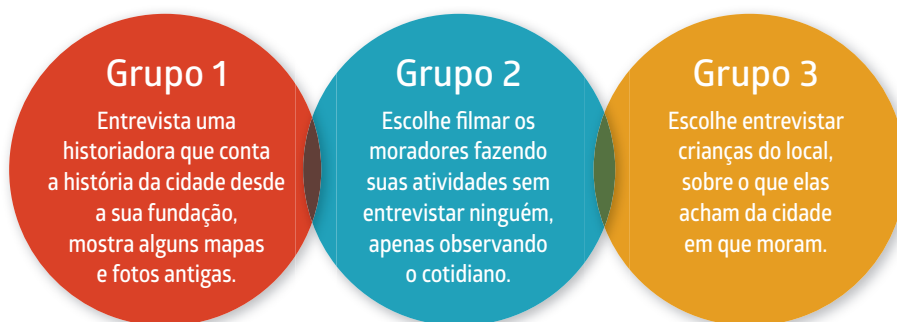 Grupo 1
Entrevista uma
historiadora que conta
a história da cidade desde
a sua fundação,
mostra alguns mapas
e fotos antigas.
Grupo 2
Escolhe filmar os
moradores fazendo
suas atividades sem
entrevistar ninguém,
apenas observando
o cotidiano.
Grupo 3
Escolhe entrevistar
crianças do local,
sobre o que elas
acham da cidade
em que moram.